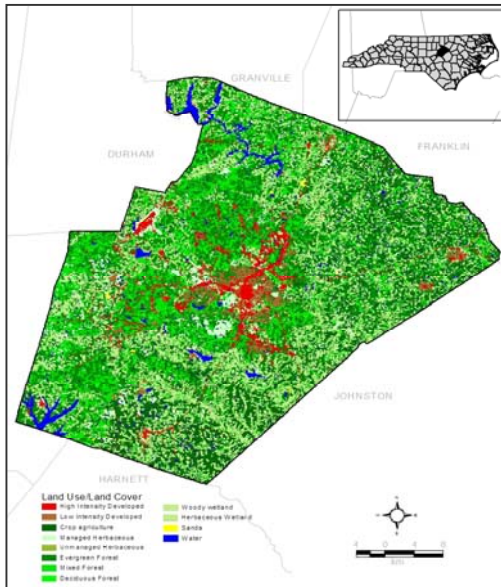 GRANVILLE
DURHAM
FRANKLIN
JOHNSTON
HARNETT
Land Use/Land Cover
High Intensity Developed
Low Intensity Developed
Crop agriculture
Managed Herbaceous
Unmanaged Herbaceous
Evergreen Forest
Mixed Forest
Deciduous Forest
Woody wetland
Herbaceous Wetland
Sands
Water